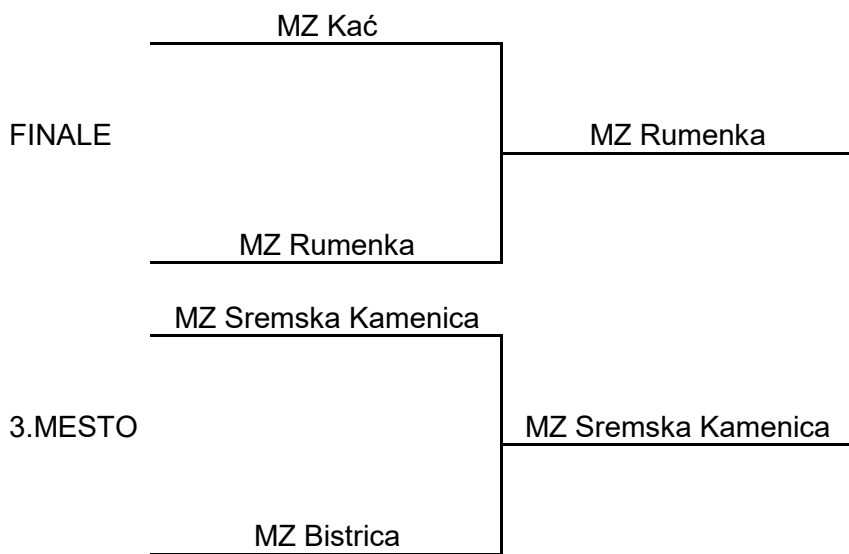 MZ Kać
FINALE
MZ Rumenka
MZ Rumenka
MZ Sremska Kamenica
3.MESTO
MZ Sremska Kamenica
MZ Bistrica